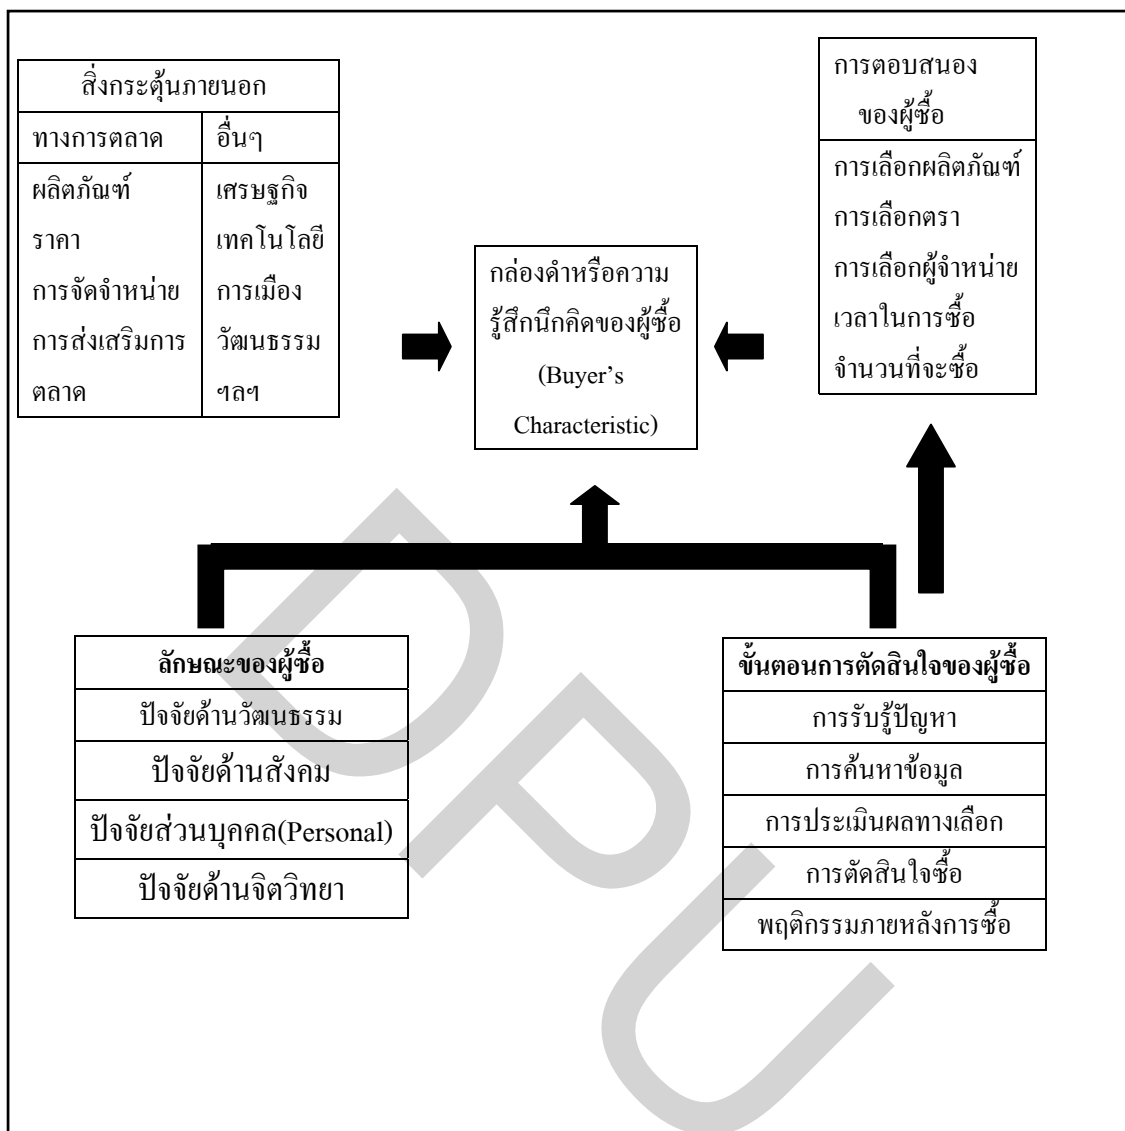 สิ่งกระตุ้นภายนอก
ทางการตลาด อื่นๆ
ผลิตภัณฑ์ เศรษฐกิจ
ราคา เทคโนโลยี
การจัดจำหน่าย การเมือง
การส่งเสริมการ วัฒนธรรม
ตลาด ฯลฯ
กล่องดำหรือความ
รู้สึกนึกคิดของผู้ซื้อ
(Buyer's
Characteristic)
การตอบสนอง
ของผู้ซื้อ
การเลือกผลิตภัณฑ์
การเลือกตรา
การเลือกผู้จำหน่าย
เวลาในการซื้อ
จำนวนที่จะซื้อ
ลักษณะของผู้ซื้อ
ปัจจัยด้านวัฒนธรรม
ปัจจัยด้านสังคม
ปัจจัยส่วนบุคคล(Personal)
ปัจจัยด้านจิตวิทยา
ขั้นตอนการตัดสินใจของผู้ซื้อ
การรับรู้ปัญหา
การค้นหาข้อมูล
การประเมินผลทางเลือก
การตัดสินใจซื้อ
พฤติกรรมภายหลังการซื้อ
DPU